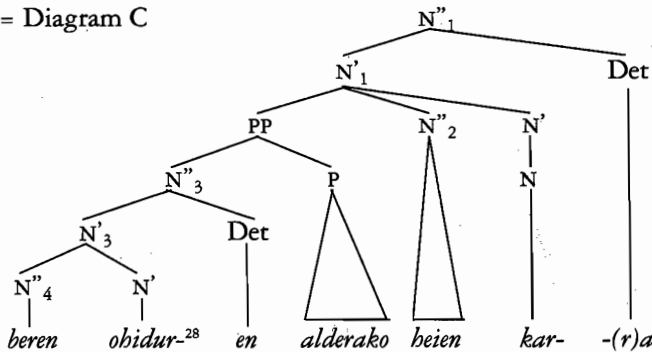 = Diagram C
N"₁
N'₁ Det
PP N"₂ N'
N"₃ P N
N'₃ Det
N"₄ N'
beren ohidur-²⁸ en alderako heien kar- -(r)a